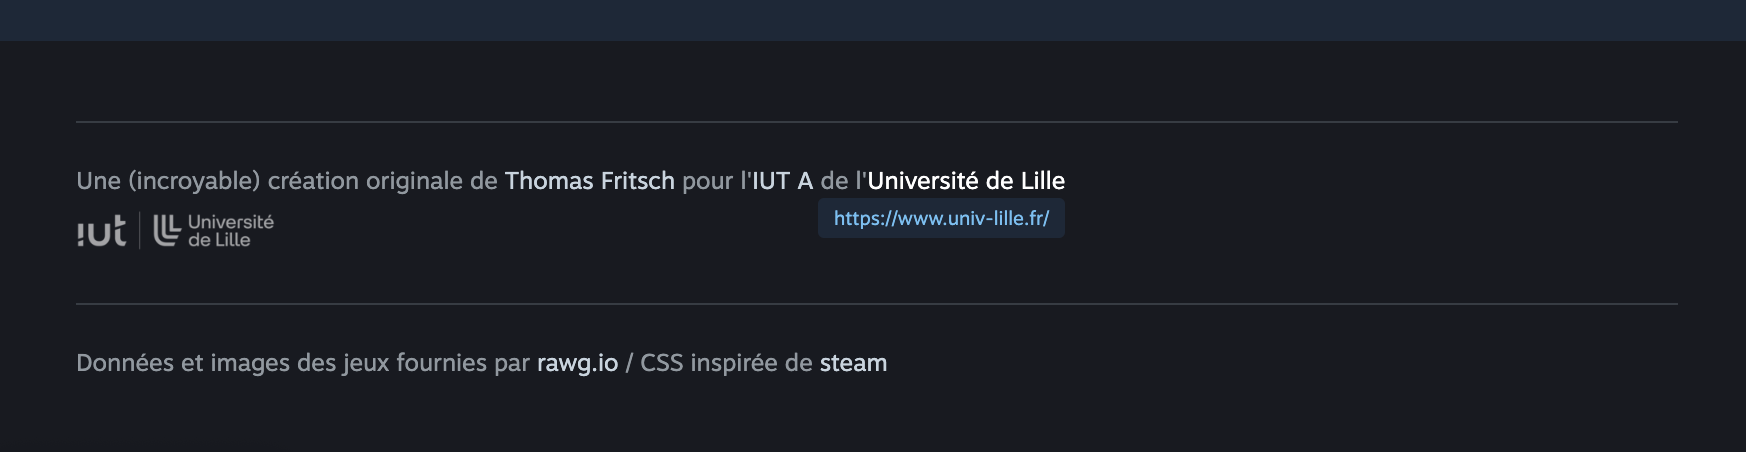 Une (incroyable) création originale de Thomas Fritsch pour l'IUT A de l'Université de Lille
https://www.univ-lille.fr/
iut Université
de Lille
Données et images des jeux fournies par rawg.io / CSS inspirée de steam